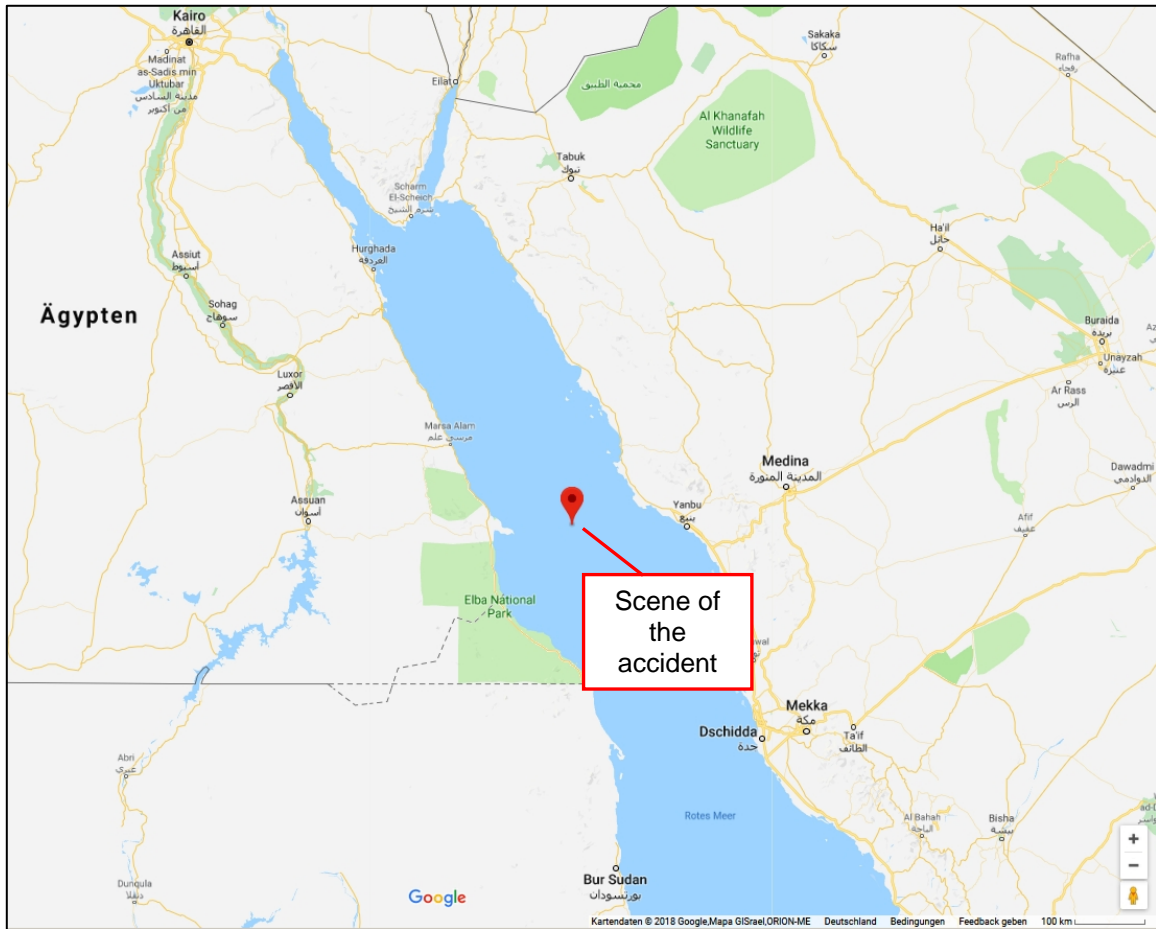 Kairo
القاهرة
Madinat
as-Sadis min
Uktubar
مدينة السادس
من أكتوبر
Eilat
محمية الطبيق
Sakaka
سكاكا
Rafha
رفحاء
Al Khanafah
Wildlife
Sanctuary
Tabuk
تبوك
Scharm
El-Scheich
شرم الشيخ
Ha'il
حائل
Hurghada
الغردقة
Assiut
أسيوط
Sohag
سوهاج
Ägypten
Buraida
بريدة
Unayzah
عنيزة
Luxor
الأقصر
Ar Rass
الرس
Marsa Alam
مرسى علم
Medina
المدينة المنورة
Dawadmi
الدوادمي
Yanbu
ينبع
Assuan
أسوان
Afif
عفيف
Scene of
the
accident
Elba National
Park
Mekka
مكة
Dschidda
جدة
Ta'if
الطائف
Abri
عبري
Rotes Meer
Al Bahah
الباحة
Bisha
بيشة
Bur Sudan
بورتسودان
Dunqula
دنقلا
Google
Kartendaten © 2018 Google,Mapa GISrael,ORION-ME Deutschland Bedingungen Feedback geben 100 km